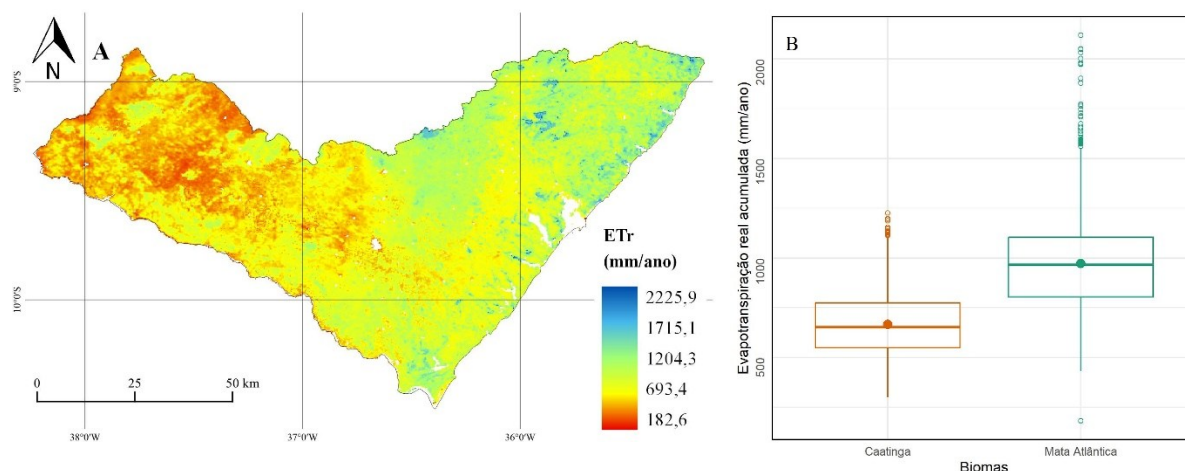 A
N
9°0'S
10°0'S
ETr
(mm/ano)
2225,9
1715,1
1204,3
693,4
182,6
0 25 50 km
38°0'W 37°0'W 36°0'W
B
Evapotranspiração real acumulada (mm/ano)
2000
1500
1000
500
Caatinga Mata Atlântica
Biomas